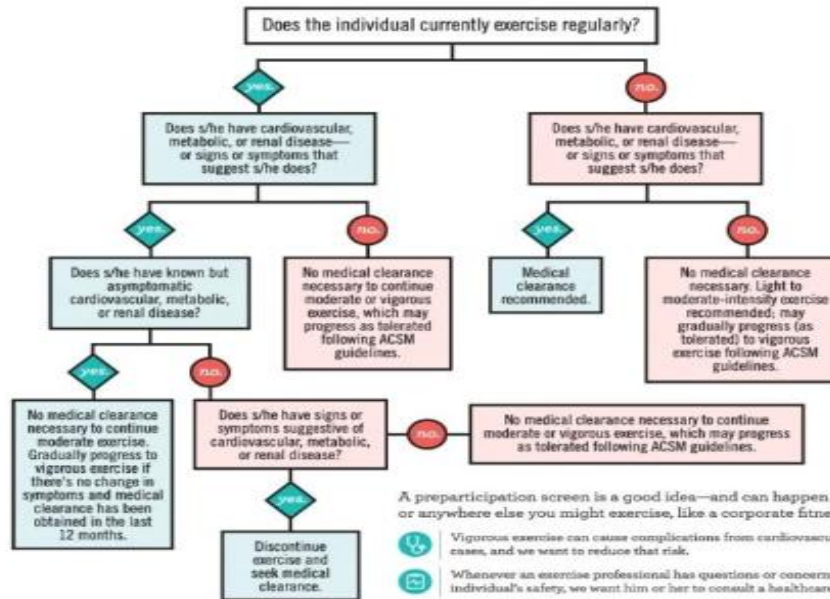 Does the individual currently exercise regularly?
yes.
no.
Does s/he have cardiovascular,
metabolic, or renal disease—
or signs or symptoms that
suggest s/he does?
Does s/he have cardiovascular,
metabolic, or renal disease—
or signs or symptoms that
suggest s/he does?
yes.
no.
yes.
no.
Does s/he have known but
asymptomatic
cardiovascular, metabolic,
or renal disease?
No medical clearance
necessary to continue
moderate or vigorous
exercise, which may
progress as tolerated
following ACSM
guidelines.
Medical
clearance
recommended.
No medical clearance
necessary. Light to
moderate-intensity exercise
recommended; may
gradually progress (as
tolerated) to vigorous
exercise following ACSM
guidelines.
yes.
no.
No medical clearance
necessary to continue
moderate exercise.
Gradually progress to
vigorous exercise if
there's no change in
symptoms and medical
clearance has been
obtained in the last
12 months.
Does s/he have signs or
symptoms suggestive of
cardiovascular, metabolic,
or renal disease?
no.
No medical clearance necessary to continue
moderate or vigorous exercise, which may progress
as tolerated following ACSM guidelines.
yes.
Discontinue
exercise and
seek medical
clearance.
A preparticipation screen is a good idea—and can happen
or anywhere else you might exercise, like a corporate fitne
Vigorous exercise can cause complications from cardiovascu
cases, and we want to reduce that risk.
Whenever an exercise professional has questions or concern
individual's safety, we want him or her to consult a healthcar